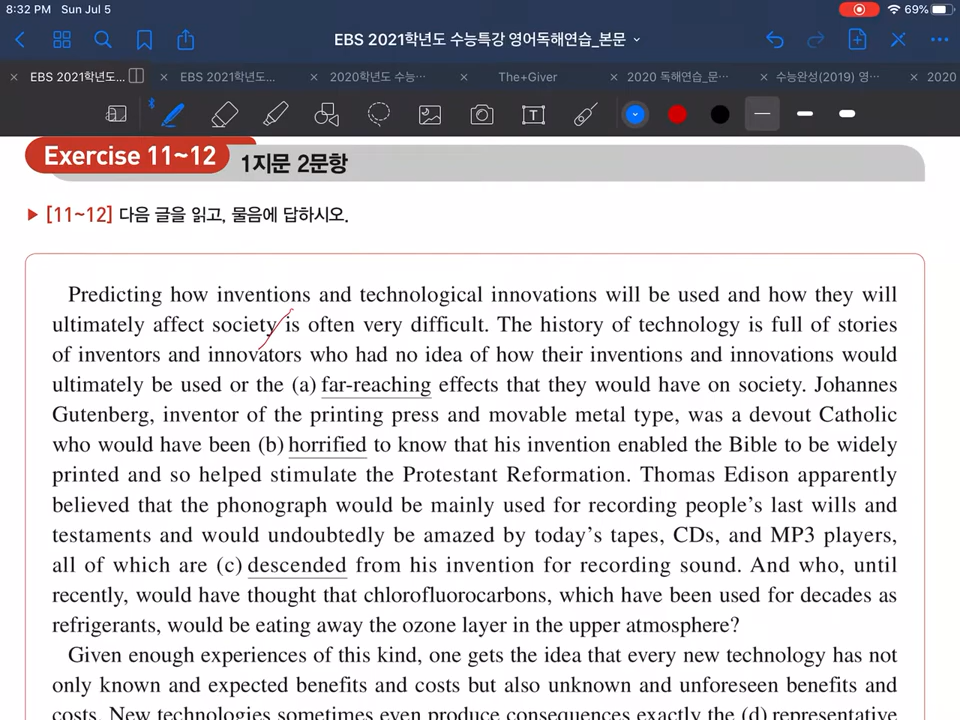 8:32 PM Sun Jul 5 69%
EBS 2021학년도 수능특강 영어독해연습_본문
EBS 2021학년도... EBS 2021학년도... 2020학년도 수능... The+Giver 2020 독해연습_문... 수능완성(2019) 영... 2020
Exercise 11~12 1지문 2문항
[11~12] 다음 글을 읽고, 물음에 답하시오.
Predicting how inventions and technological innovations will be used and how they will
ultimately affect society is often very difficult. The history of technology is full of stories
of inventors and innovators who had no idea of how their inventions and innovations would
ultimately be used or the (a) far-reaching effects that they would have on society. Johannes
Gutenberg, inventor of the printing press and movable metal type, was a devout Catholic
who would have been (b) horrified to know that his invention enabled the Bible to be widely
printed and so helped stimulate the Protestant Reformation. Thomas Edison apparently
believed that the phonograph would be mainly used for recording people's last wills and
testaments and would undoubtedly be amazed by today's tapes, CDs, and MP3 players,
all of which are (c) descended from his invention for recording sound. And who, until
recently, would have thought that chlorofluorocarbons, which have been used for decades as
refrigerants, would be eating away the ozone layer in the upper atmosphere?
Given enough experiences of this kind, one gets the idea that every new technology has not
only known and expected benefits and costs but also unknown and unforeseen benefits and
costs. New technologies sometimes even produce consequences exactly the (d) representative